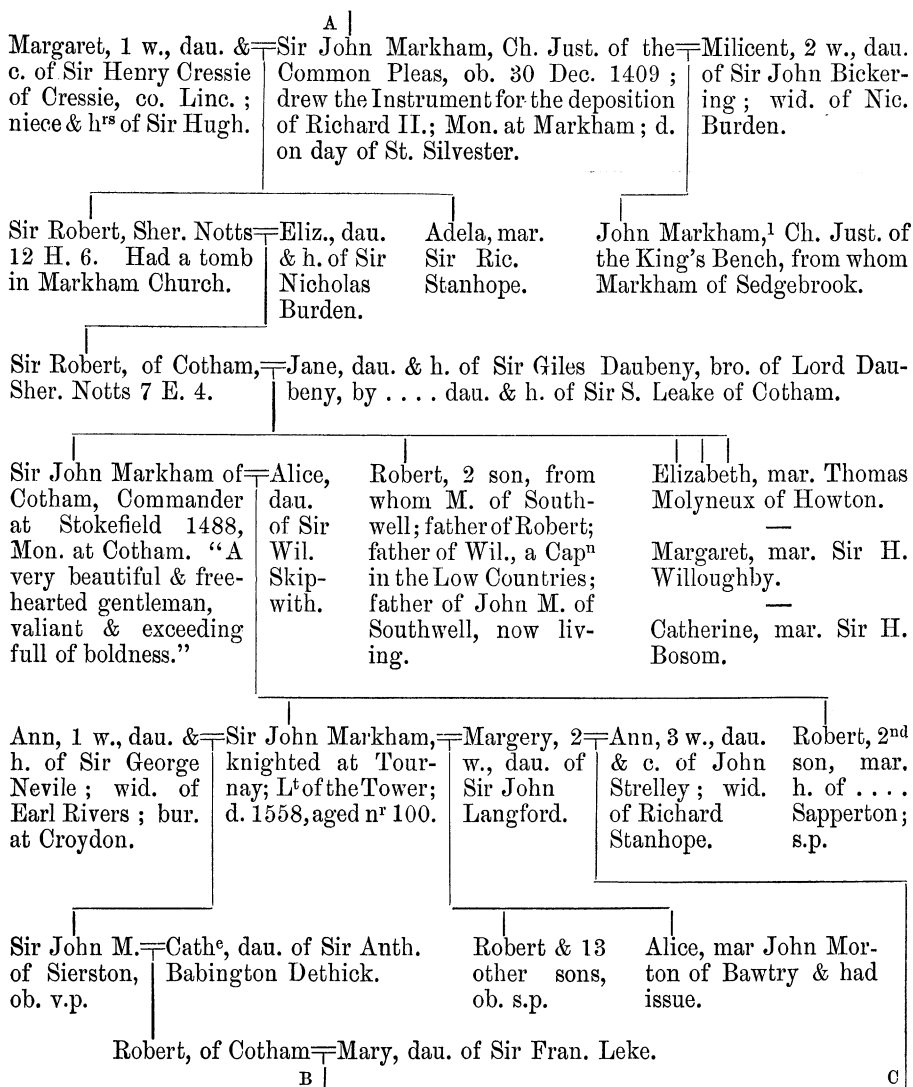 A
Margaret, 1 w., dau. &
c. of Sir Henry Cressie
of Cressie, co. Linc. ;
niece & hrs of Sir Hugh.
Sir John Markham, Ch. Just. of the
Common Pleas, ob. 30 Dec. 1409 ;
drew the Instrument for the deposition
of Richard II.; Mon. at Markham; d.
on day of St. Silvester.
Milicent, 2 w., dau.
of Sir John Bicker-
ing ; wid. of Nic.
Burden.
Sir Robert, Sher. Notts
12 H. 6. Had a tomb
in Markham Church.
Eliz., dau.
& h. of Sir
Nicholas
Burden.
Adela, mar.
Sir Ric.
Stanhope.
John Markham,1 Ch. Just. of
the King's Bench, from whom
Markham of Sedgebrook.
Sir Robert, of Cotham,
Sher. Notts 7 E. 4.
Jane, dau. & h. of Sir Giles Daubeny, bro. of Lord Dau-
beny, by .... dau. & h. of Sir S. Leake of Cotham.
Sir John Markham of
Cotham, Commander
at Stokefield 1488,
Mon. at Cotham. “A
very beautiful & free-
hearted gentleman,
valiant & exceeding
full of boldness.”
Alice,
dau.
of Sir
Wil.
Skip-
with.
Robert, 2 son, from
whom M. of South-
well; father of Robert;
father of Wil., a Capn
in the Low Countries;
father of John M. of
Southwell, now liv-
ing.
Elizabeth, mar. Thomas
Molyneux of Howton.
—
Margaret, mar. Sir H.
Willoughby.
—
Catherine, mar. Sir H.
Bosom.
Ann, 1 w., dau. &
h. of Sir George
Nevile ; wid. of
Earl Rivers ; bur.
at Croydon.
Sir John Markham,
knighted at Tour-
nay; Lt of the Tower;
d. 1558, aged nr 100.
Margery, 2
w., dau. of
Sir John
Langford.
Ann, 3 w., dau.
& c. of John
Strelley ; wid.
of Richard
Stanhope.
Robert, 2nd
son, mar.
h. of ....
Sapperton;
s.p.
Sir John M.
of Sierston,
ob. v.p.
Cathe, dau. of Sir Anth.
Babington Dethick.
Robert & 13
other sons,
ob. s.p.
Alice, mar John Mor-
ton of Bawtry & had
issue.
Robert, of Cotham
Mary, dau. of Sir Fran. Leke.
B
C